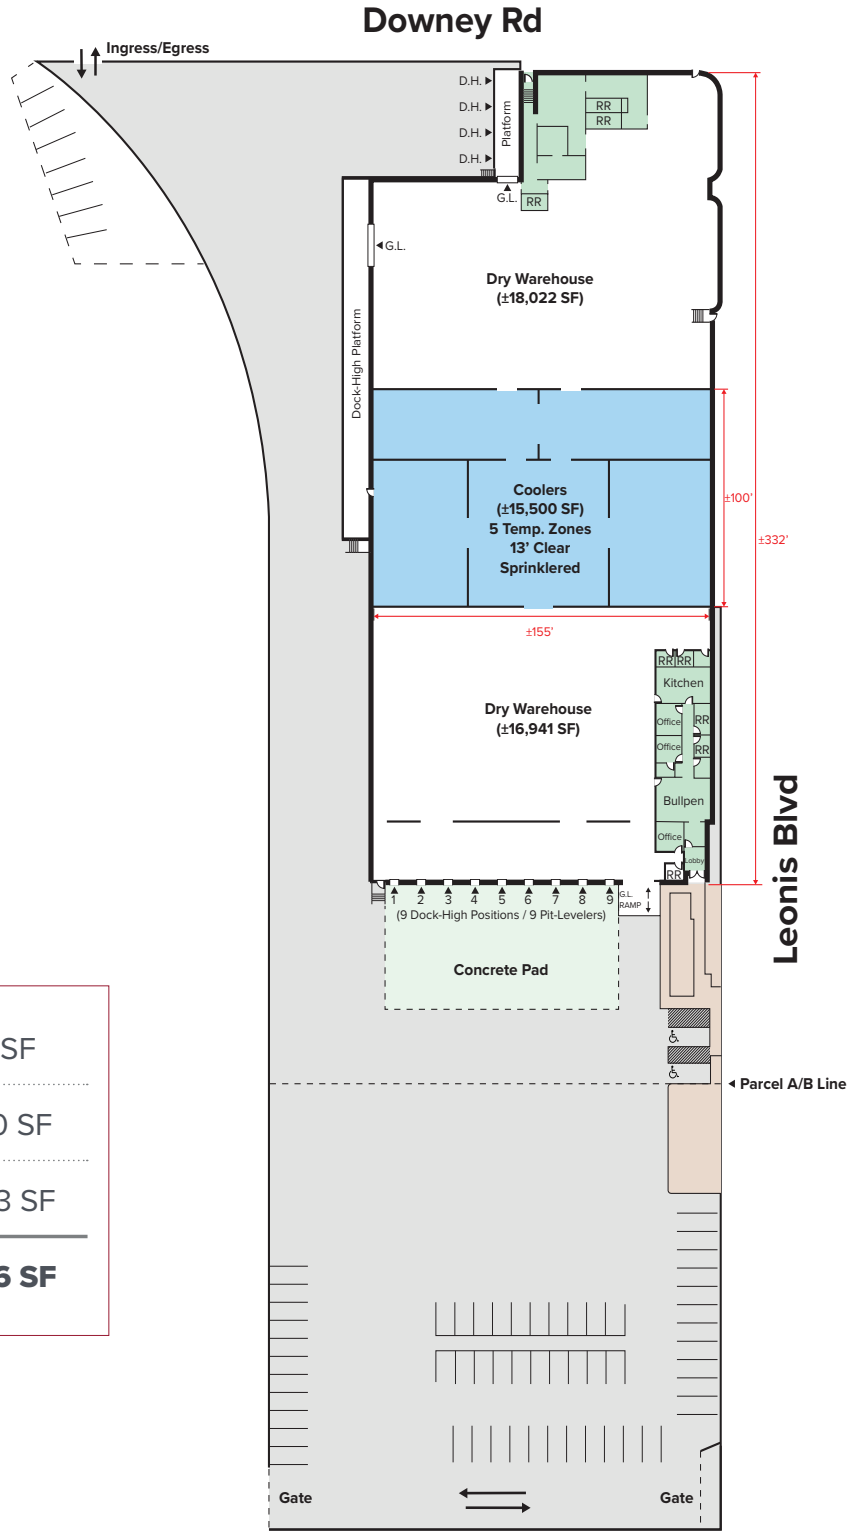 Downey Rd
Ingress/Egress
D.H.
D.H.
D.H.
D.H.
Platform
RR
RR
RR
G.L.
G.L.
Dry Warehouse
(±18,022 SF)
Dock-High Platform
Coolers
(±15,500 SF)
5 Temp. Zones
13’ Clear
Sprinklered
±100’
±332’
±155’
Dry Warehouse
(±16,941 SF)
RR RR
Kitchen
Office
RR
Office
RR
Bullpen
Office
Lobby
RR
Leonis Blvd
1 2 3 4 5 6 7 8 9
(9 Dock-High Positions / 9 Pit-Levelers)
G.L.
RAMP
Concrete Pad
Parcel A/B Line
SF
0 SF
3 SF
6 SF
Gate
Gate